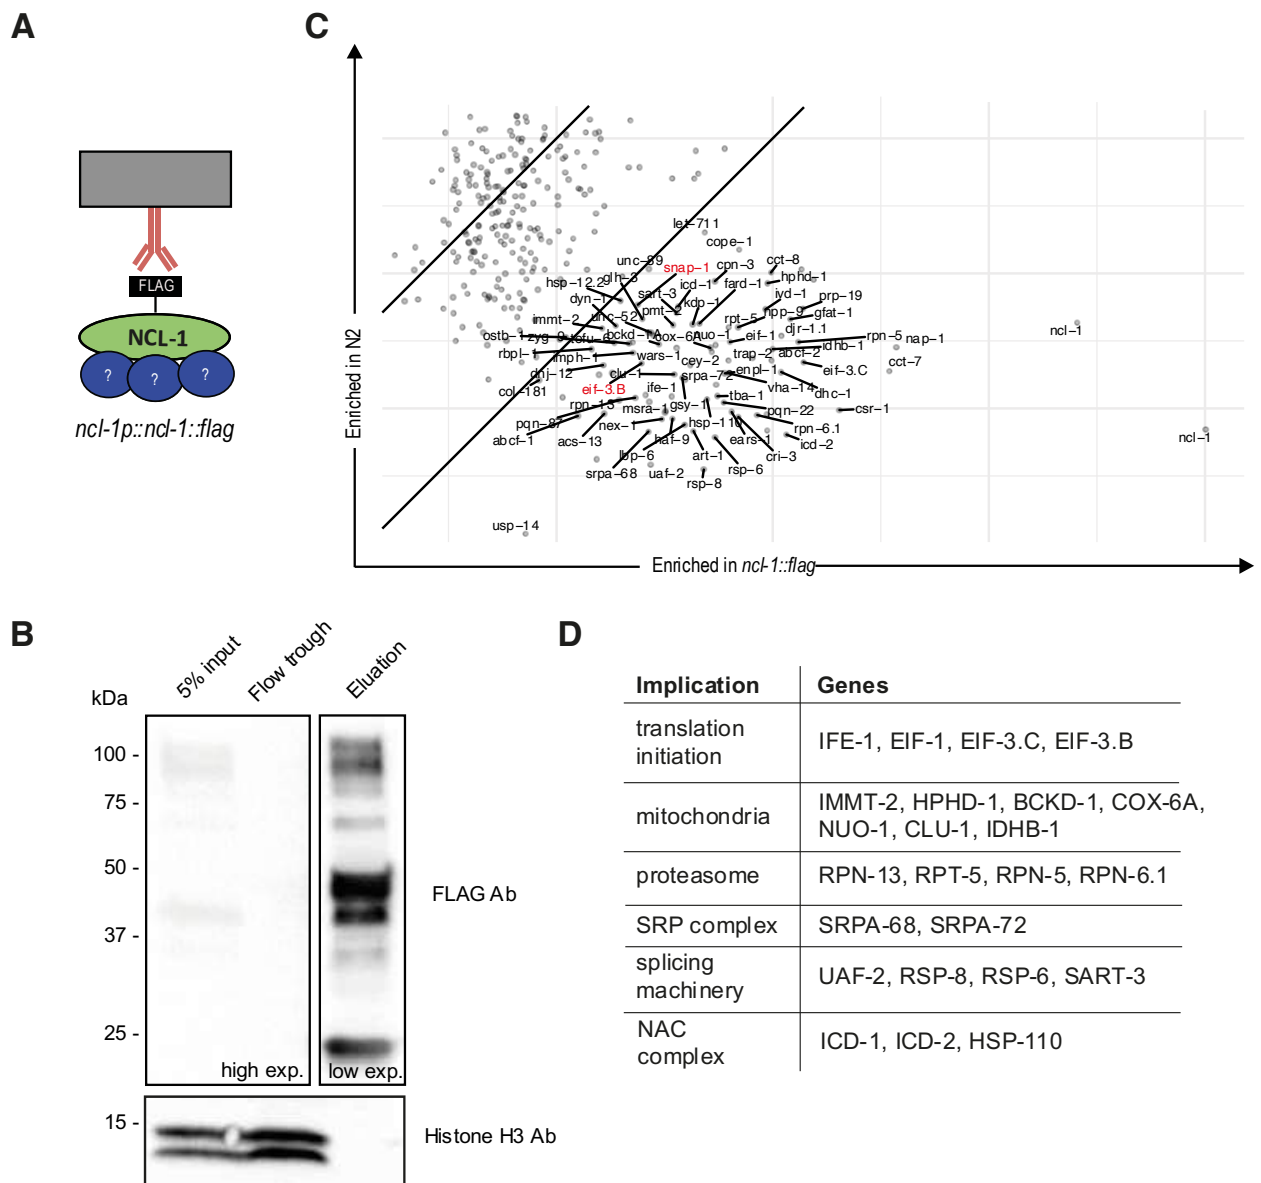 A
FLAG
NCL-1
? ? ?
ncl-1p::ncl-1::flag
C
Enriched in N2
let-711
cope-1
unc-89
snap-1
cpn-3
cct-8
hsp-12.2
glh-3
sart-3
icd-1
fard-1
hphd-1
dyn-1
pmt-2
kdp-1
ivd-1
prp-19
immt-2
unc-52
rpt-5
npp-9
gfat-1
ostb-1
zyg-9
tofu-6
bckd-1A
cox-6A
nuo-1
eif-1
djr-1.1
ncl-1
rbpl-1
imph-1
wars-1
cey-2
trap-2
abcf-2
idhb-1
rpn-5
nap-1
dnj-12
clu-1
srpa-72
enpl-1
eif-3.C
cct-7
col-181
eif-3.B
ife-1
vha-14
dhc-1
rpn-13
msra-1
gsy-1
tba-1
pqn-22
csr-1
pqn-87
nex-1
hsp-110
rpn-6.1
abcf-1
acs-13
haf-9
ears-1
icd-2
ncl-1
lbp-6
art-1
cri-3
srpa-68
uaf-2
rsp-6
rsp-8
usp-14
Enriched in ncl-1::flag
B
5% input
Flow trough
Eluation
kDa
100 -
75 -
50 -
37 -
25 -
15 -
FLAG Ab
high exp.
low exp.
Histone H3 Ab
D
Implication Genes
translation
initiation
IFE-1, EIF-1, EIF-3.C, EIF-3.B
mitochondria
IMMT-2, HPHD-1, BCKD-1, COX-6A,
NUO-1, CLU-1, IDHB-1
proteasome
RPN-13, RPT-5, RPN-5, RPN-6.1
SRP complex
SRPA-68, SRPA-72
splicing
machinery
UAF-2, RSP-8, RSP-6, SART-3
NAC
complex
ICD-1, ICD-2, HSP-110